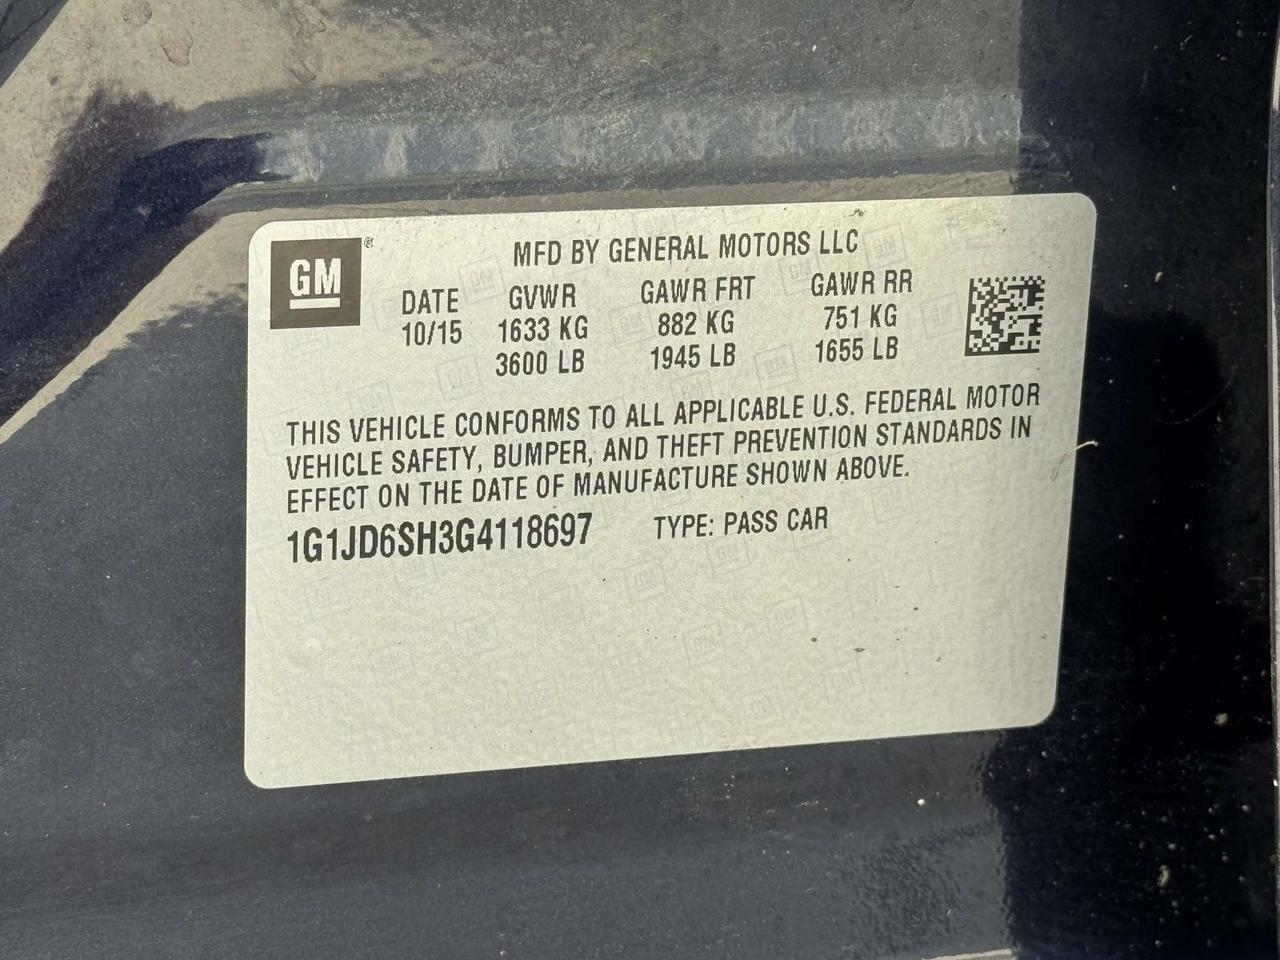 GM®
MFD BY GENERAL MOTORS LLC
DATE GVWR GAWR FRT GAWR RR
10/15 1633 KG 882 KG 751 KG
3600 LB 1945 LB 1655 LB
THIS VEHICLE CONFORMS TO ALL APPLICABLE U.S. FEDERAL MOTOR
VEHICLE SAFETY, BUMPER, AND THEFT PREVENTION STANDARDS IN
EFFECT ON THE DATE OF MANUFACTURE SHOWN ABOVE.
1G1JD6SH3G4118697 TYPE: PASS CAR